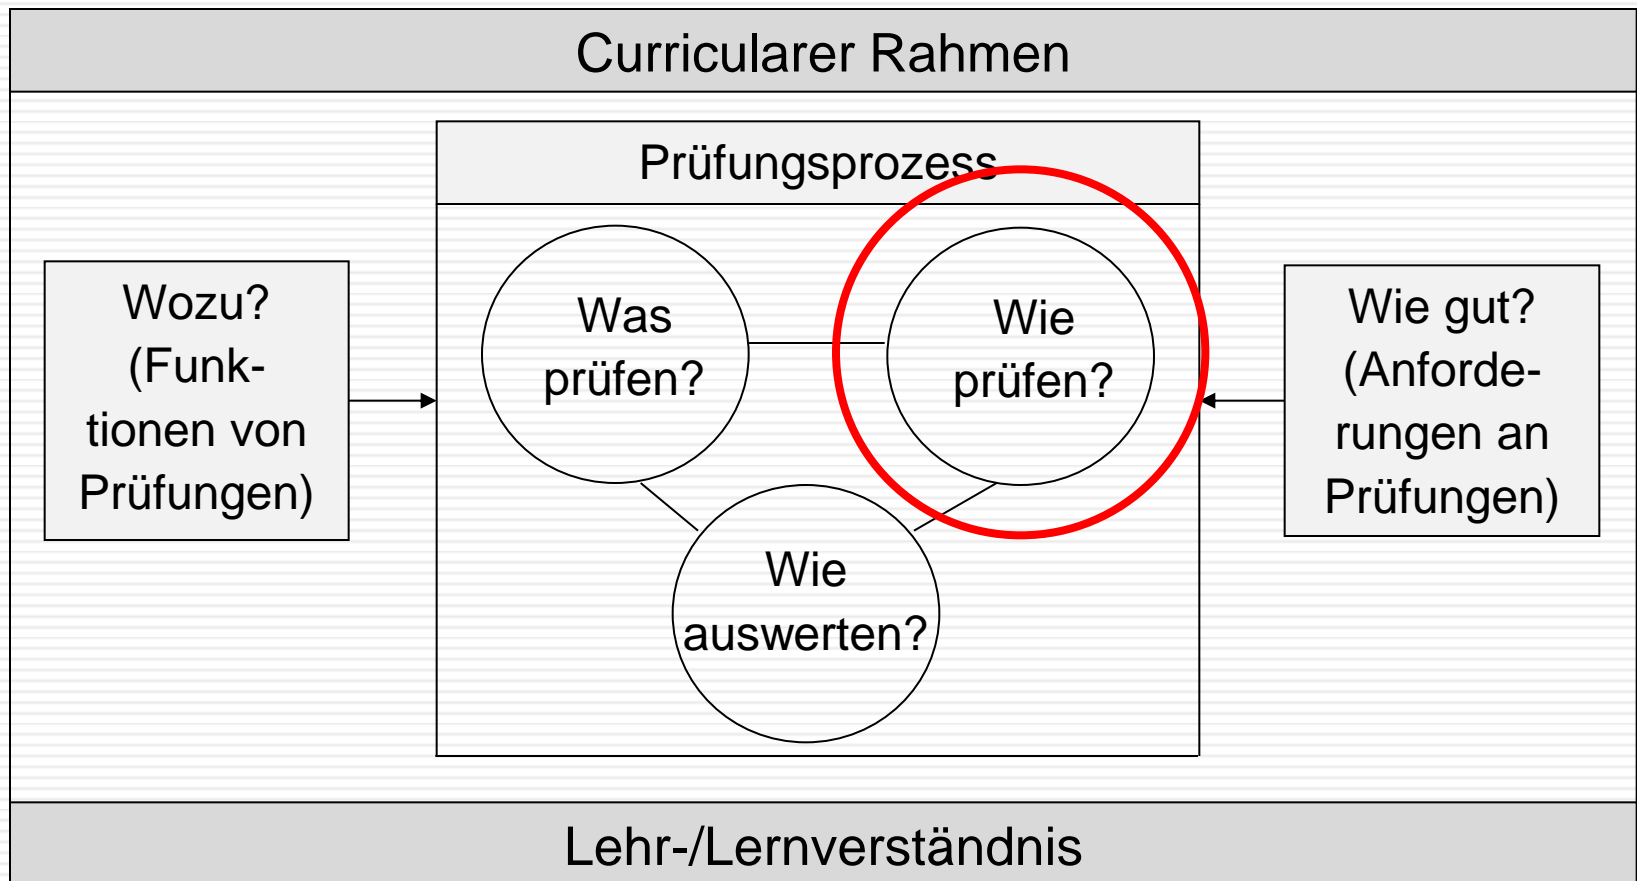 Curricularer Rahmen
Prüfungsprozess
Wozu?
(Funk-
tionen von
Prüfungen)
Was
prüfen?
Wie
prüfen?
Wie
auswerten?
Wie gut?
(Anforde-
rungen an
Prüfungen)
Lehr-/Lernverständnis